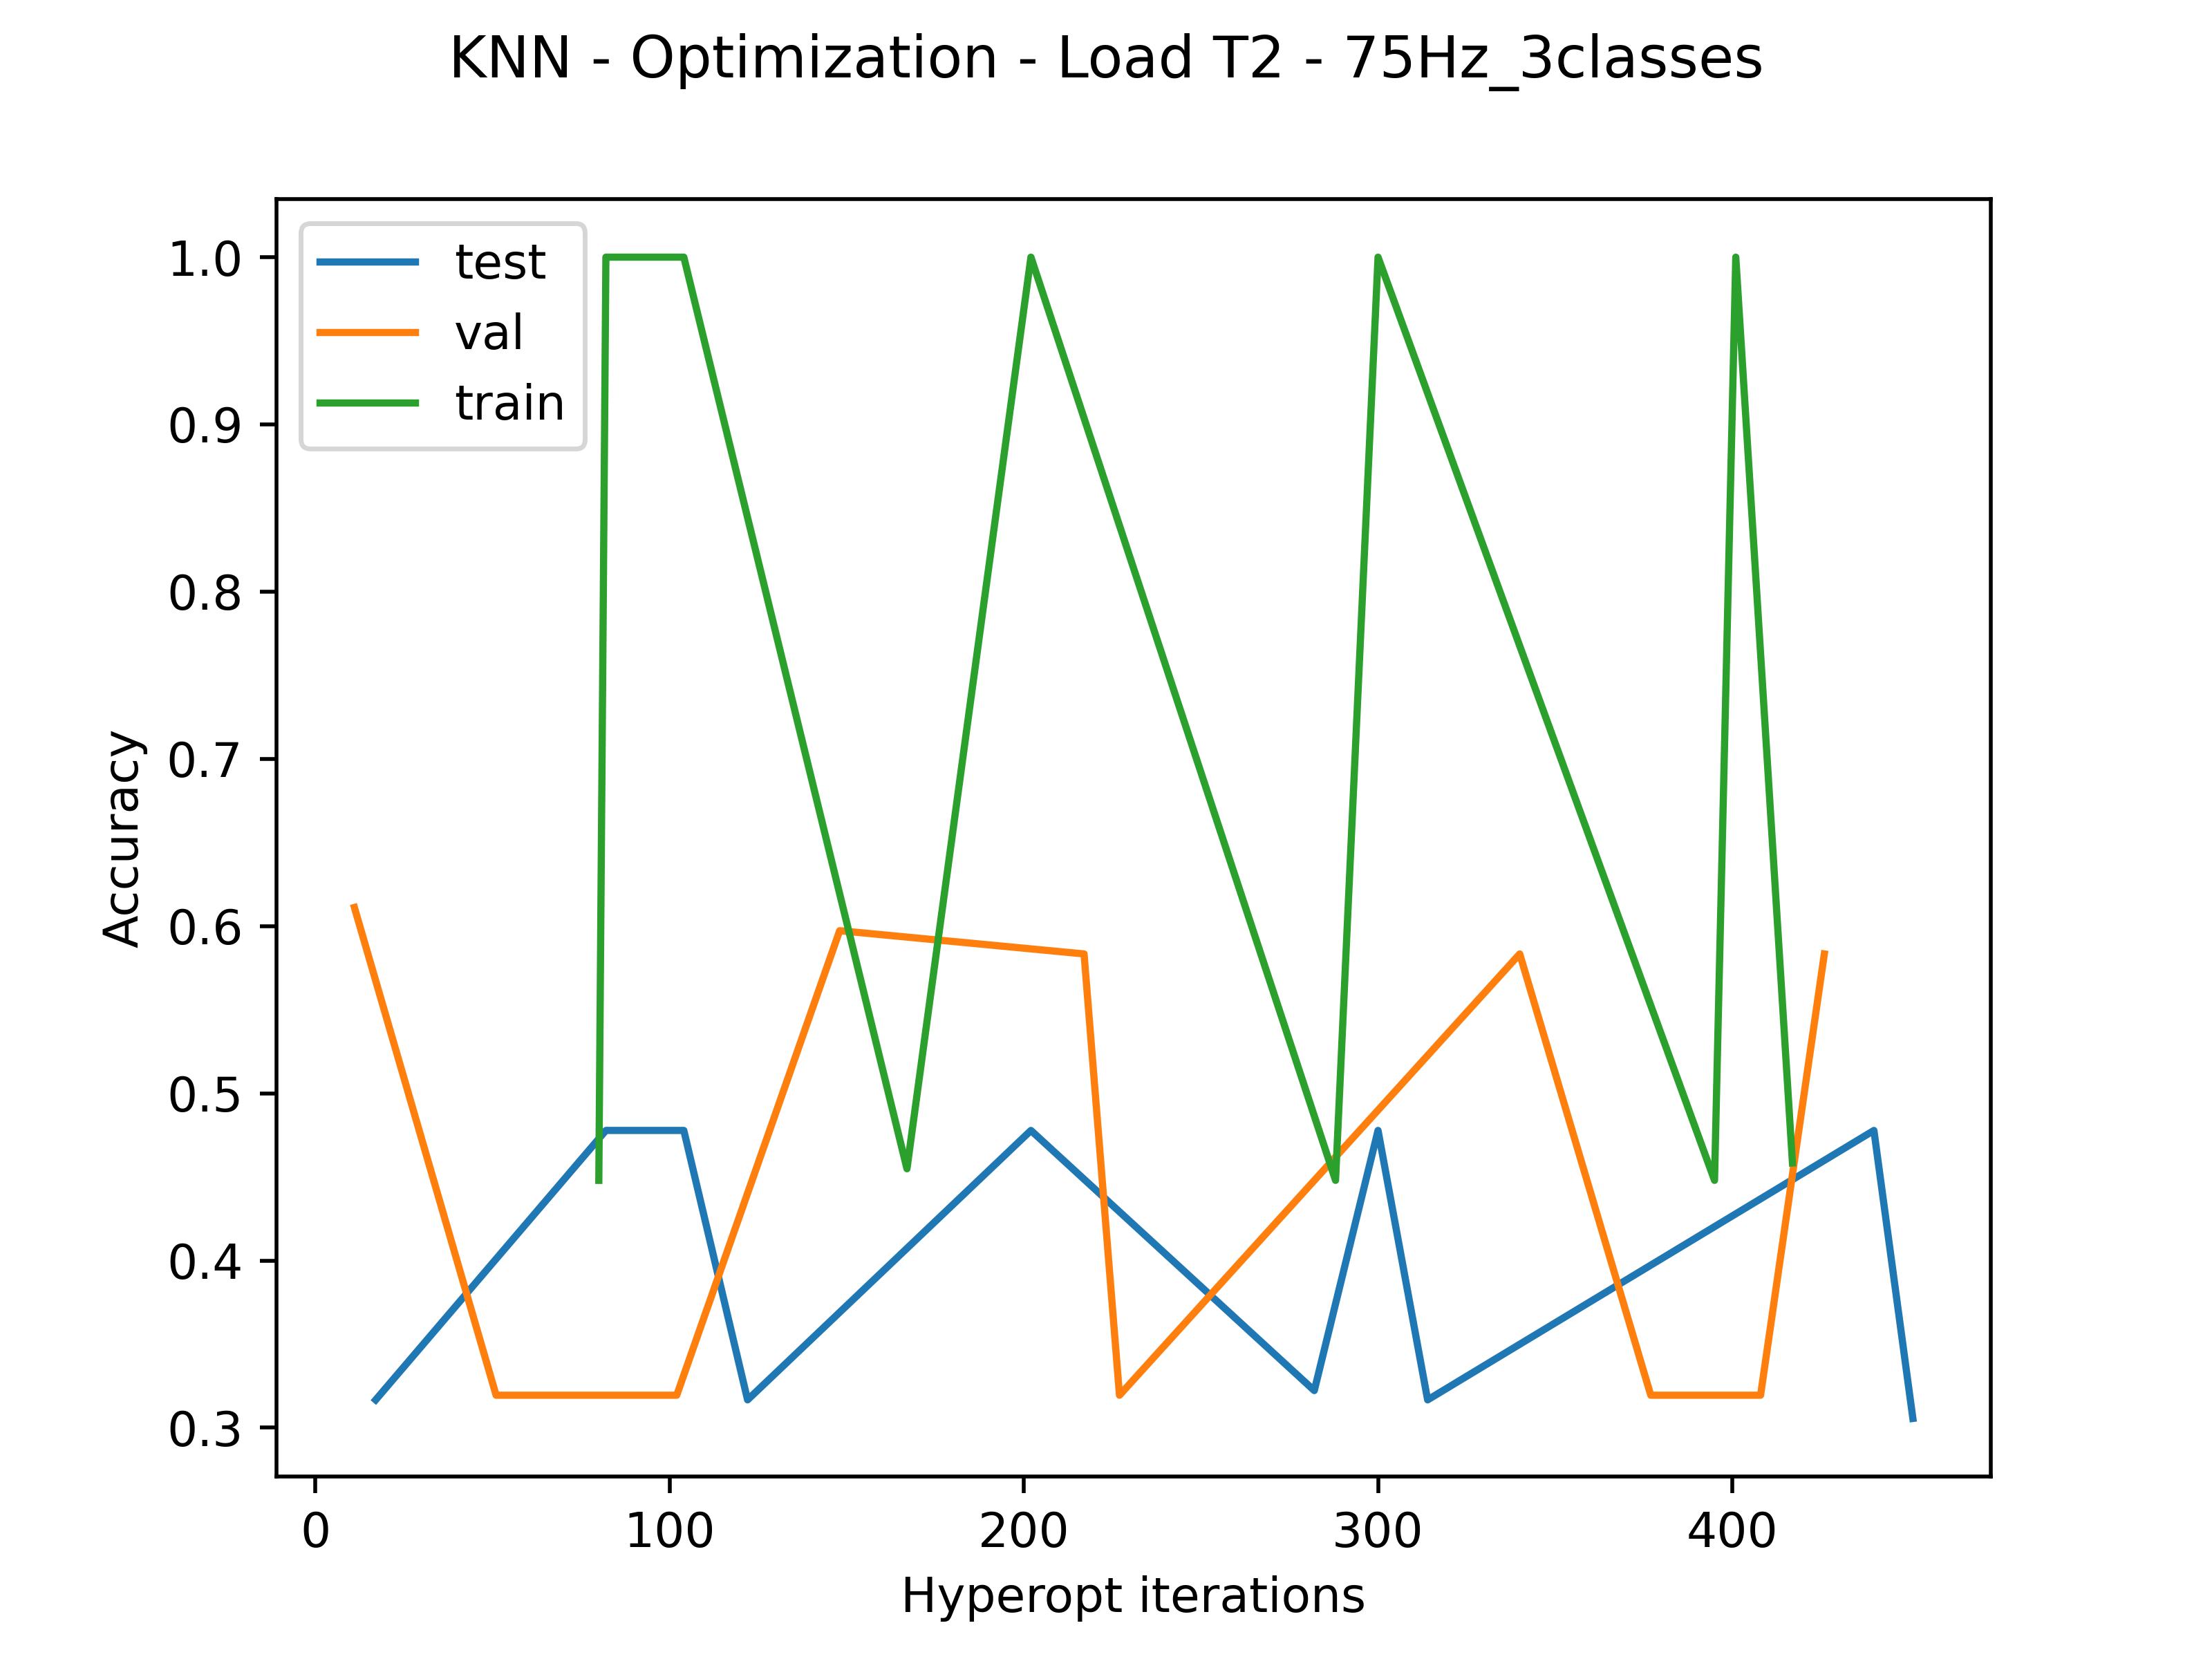 KNN - Optimization - Load T2 - 75Hz_3classes
test
val
train
1.0
0.9
0.8
0.7
0.6
0.5
0.4
0.3
Accuracy
0 100 200 300 400
Hyperopt iterations